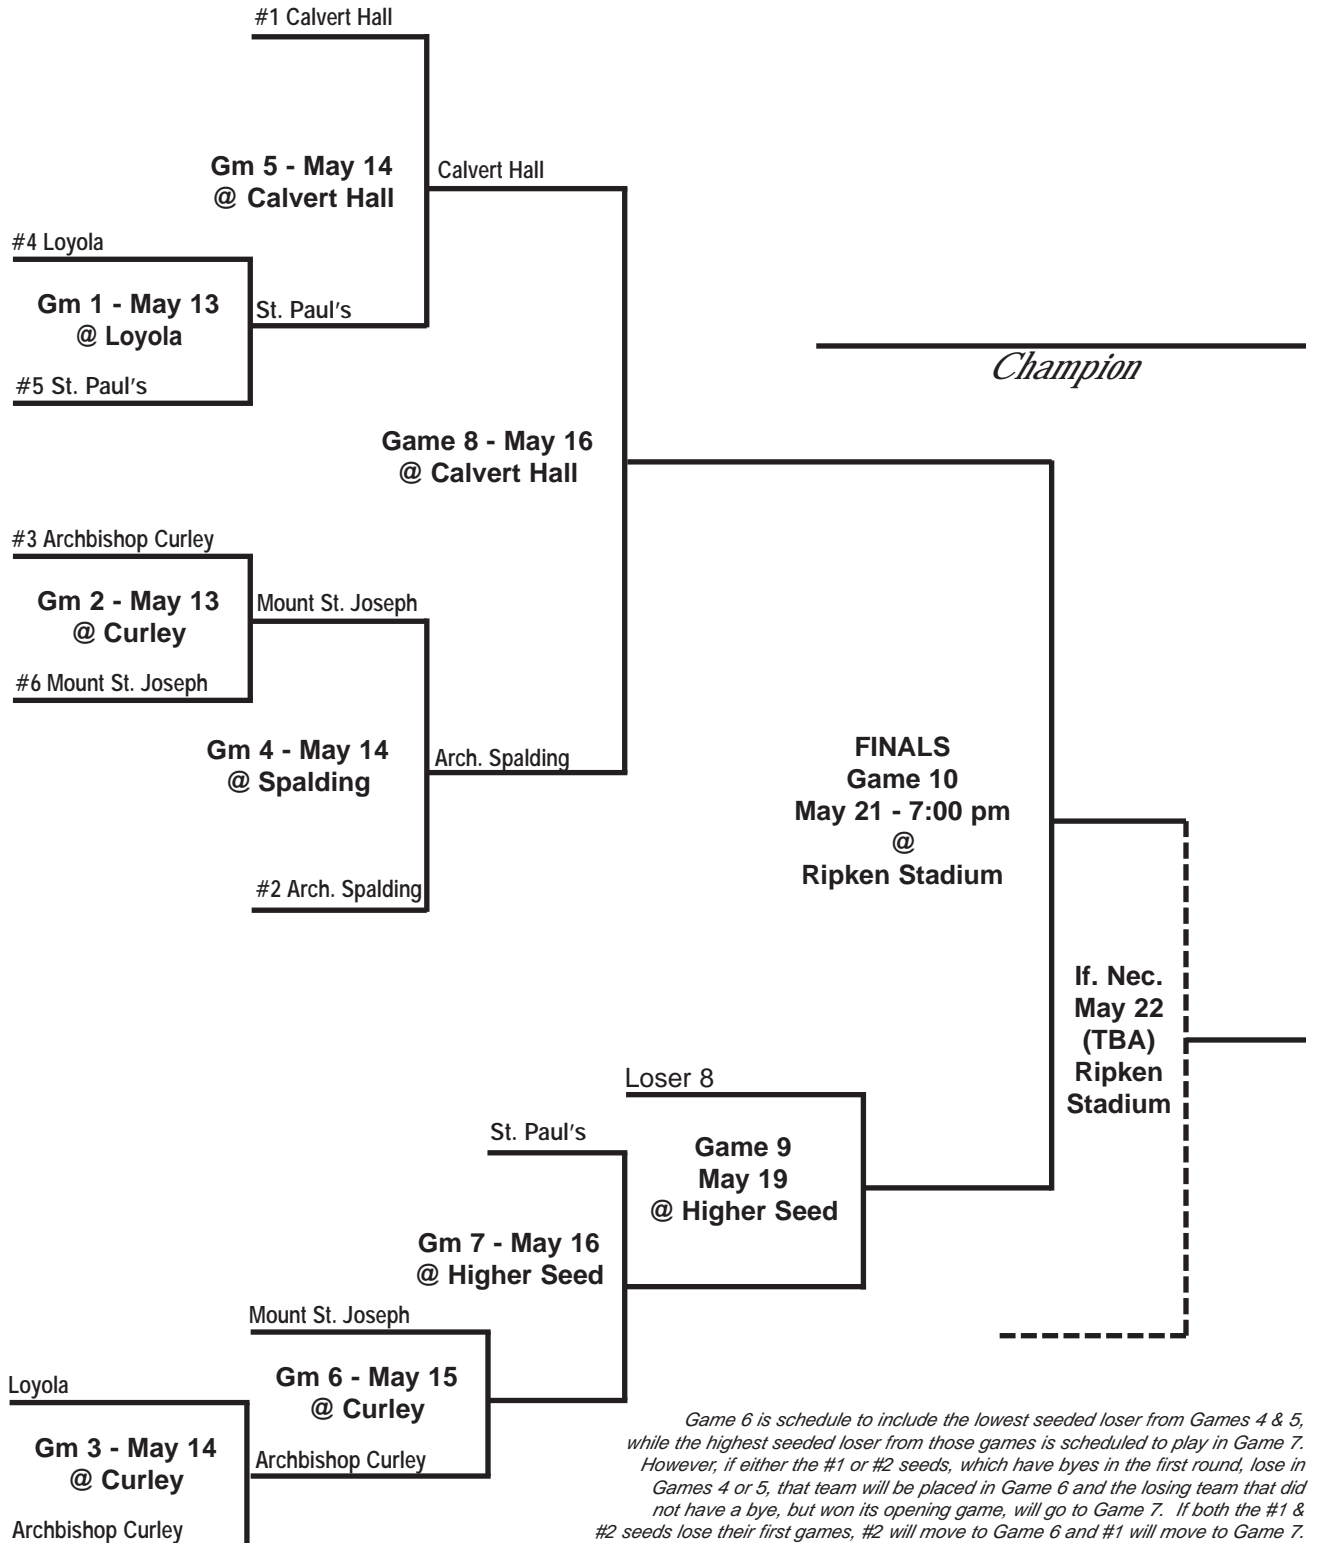 #1 Calvert Hall
Gm 5 - May 14
@ Calvert Hall
Calvert Hall
#4 Loyola
Gm 1 - May 13
@ Loyola
St. Paul's
#5 St. Paul's
Champion
Game 8 - May 16
@ Calvert Hall
#3 Archbishop Curley
Gm 2 - May 13
@ Curley
Mount St. Joseph
#6 Mount St. Joseph
Gm 4 - May 14
@ Spalding
Arch. Spalding
#2 Arch. Spalding
FINALS
Game 10
May 21 - 7:00 pm
@
Ripken Stadium
If. Nec.
May 22
(TBA)
Ripken
Stadium
Loser 8
Game 9
May 19
@ Higher Seed
St. Paul's
Gm 7 - May 16
@ Higher Seed
Mount St. Joseph
Gm 6 - May 15
@ Curley
Loyola
Gm 3 - May 14
@ Curley
Archbishop Curley
Archbishop Curley
Game 6 is schedule to include the lowest seeded loser from Games 4 & 5,
while the highest seeded loser from those games is scheduled to play in Game 7.
However, if either the #1 or #2 seeds, which have byes in the first round, lose in
Games 4 or 5, that team will be placed in Game 6 and the losing team that did
not have a bye, but won its opening game, will go to Game 7. If both the #1 &
#2 seeds lose their first games, #2 will move to Game 6 and #1 will move to Game 7.